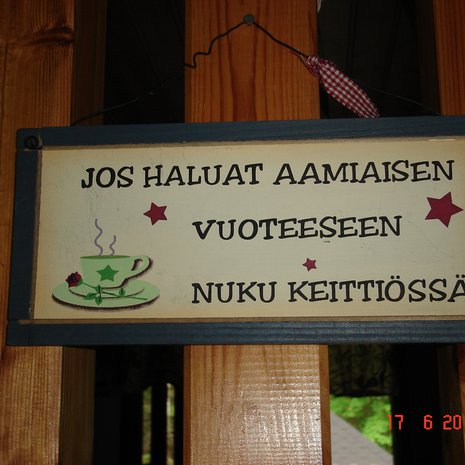 JOS HALUAT AAMIAISEN
VUOTEESEEN
NUKU KEITTIÖSSÄ
17 6 20